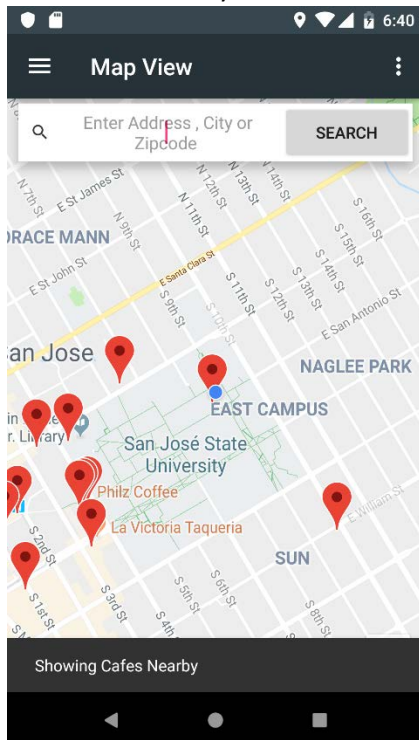 6:40
Map View
Enter Address , City or
Zipcode
SEARCH
N 7th St
E St James St
N 9th St
N 11th St
N 12th St
N 13th St
N 14th St
S 16th St
ORACE MANN
E St John St
E Santa Clara St
S 9th St
S 10th St
S 11th St
S 12th St
S 13th St
S 14th St
S 15th St
E San Antonio St
an Jose
NAGLEE PARK
EAST CAMPUS
r. Library
San José State
University
Philz Coffee
La Victoria Taqueria
E William St
S 2nd St
SUN
S 1st St
S 3rd St
S 4th
S 5th St
S 6th St
S 8th St
Showing Cafes Nearby